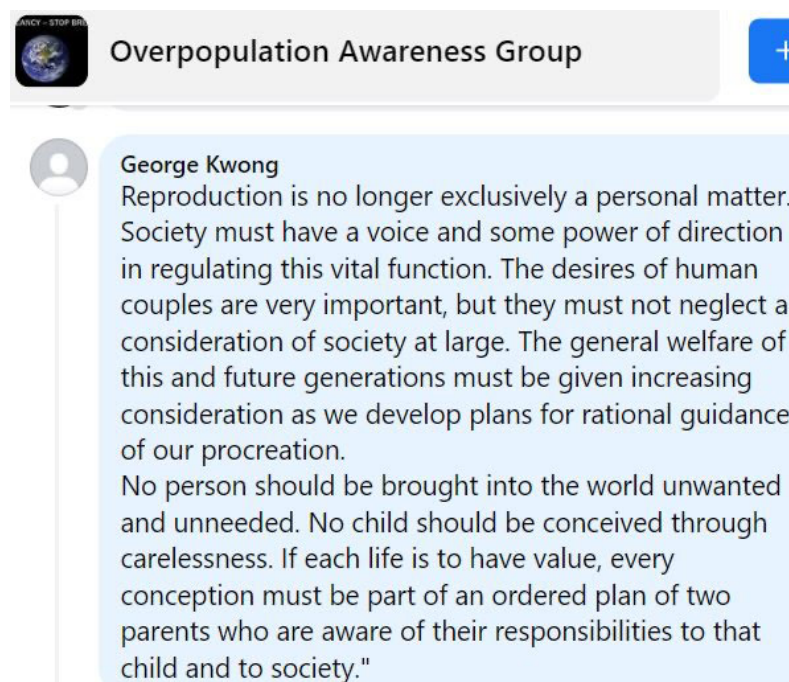 ANCY – STOP BRE
Overpopulation Awareness Group
+
George Kwong
Reproduction is no longer exclusively a personal matter.
Society must have a voice and some power of direction
in regulating this vital function. The desires of human
couples are very important, but they must not neglect a
consideration of society at large. The general welfare of
this and future generations must be given increasing
consideration as we develop plans for rational guidance
of our procreation.
No person should be brought into the world unwanted
and unneeded. No child should be conceived through
carelessness. If each life is to have value, every
conception must be part of an ordered plan of two
parents who are aware of their responsibilities to that
child and to society."